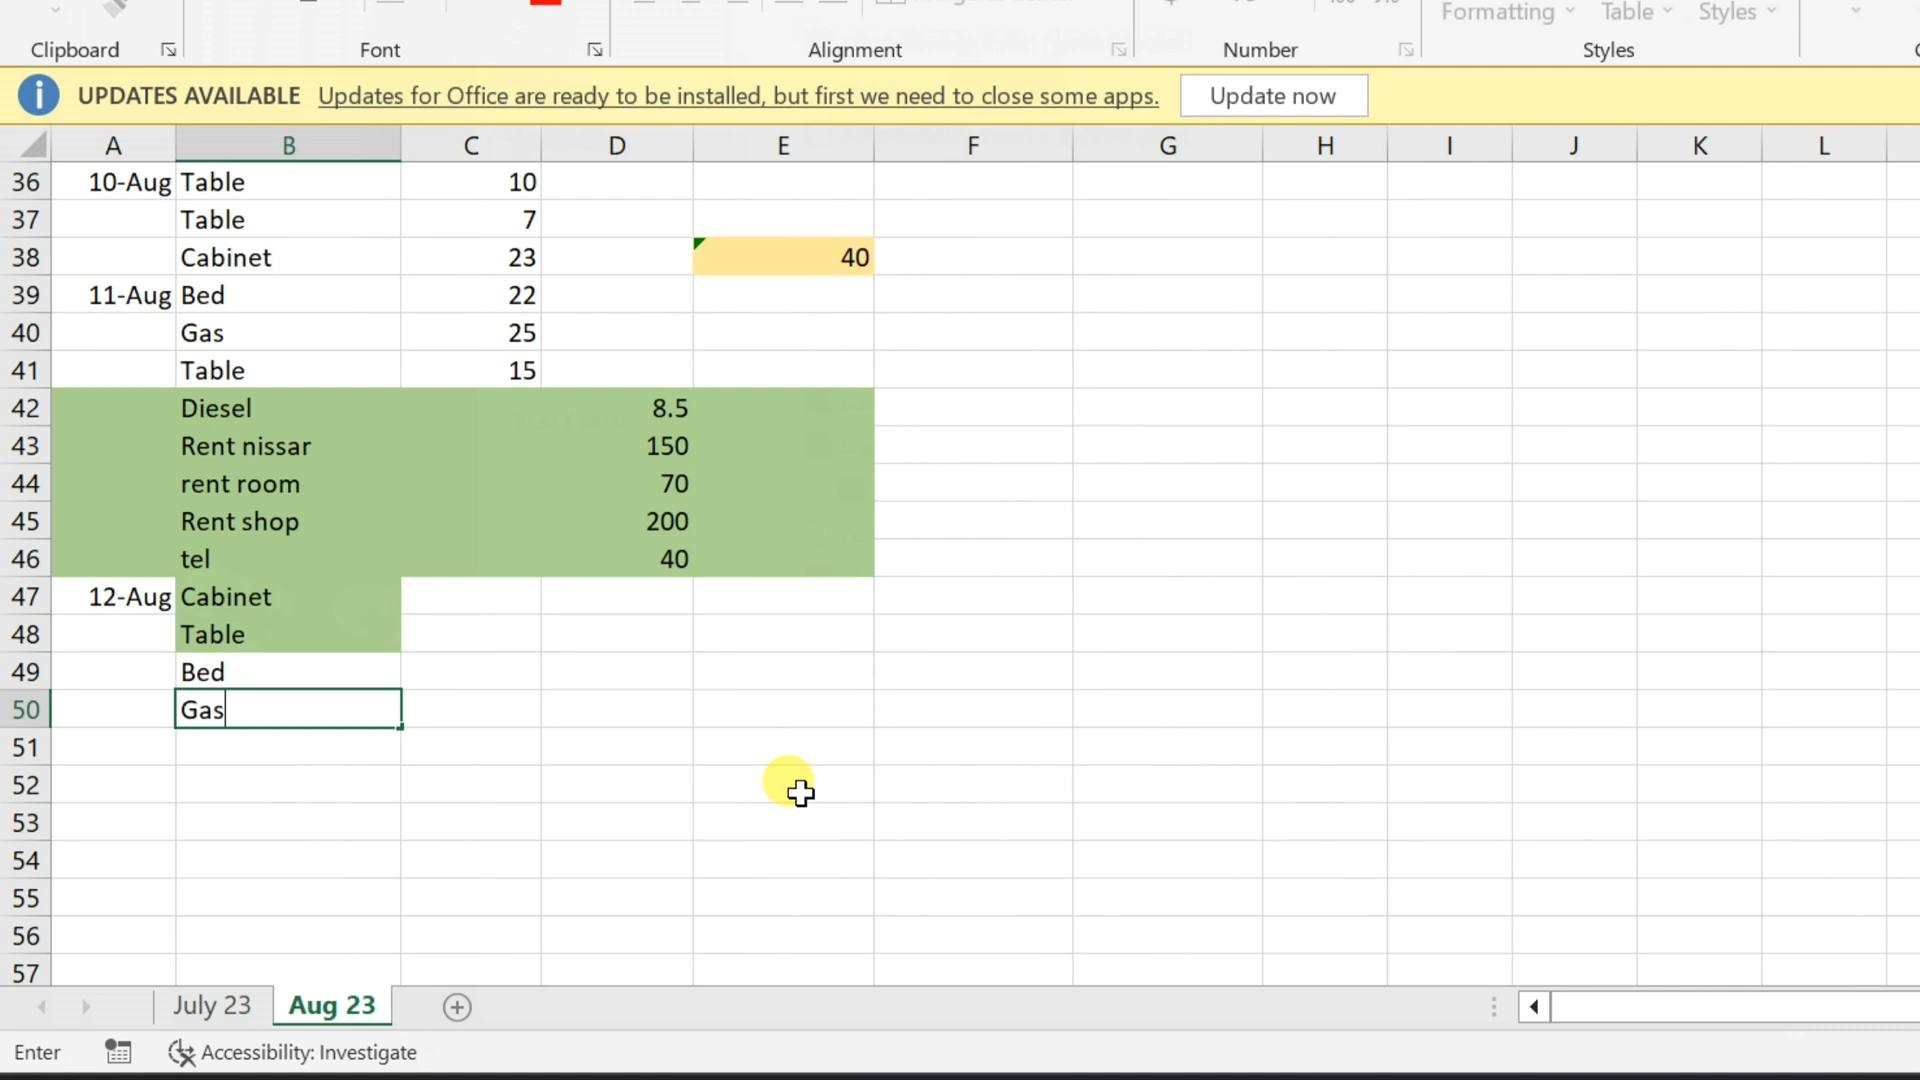 Formatting Table Styles
Clipboard Font Alignment Number Styles
UPDATES AVAILABLE Updates for Office are ready to be installed, but first we need to close some apps. Update now
A B C D E F G H I J K L
36 10-Aug Table 10
37 Table 7
38 Cabinet 23 40
39 11-Aug Bed 22
40 Gas 25
41 Table 15
42 Diesel 8.5
43 Rent nissar 150
44 rent room 70
45 Rent shop 200
46 tel 40
47 12-Aug Cabinet
48 Table
49 Bed
50 Gas
51
52
53
54
55
56
57
July 23 Aug 23
Enter Accessibility: Investigate